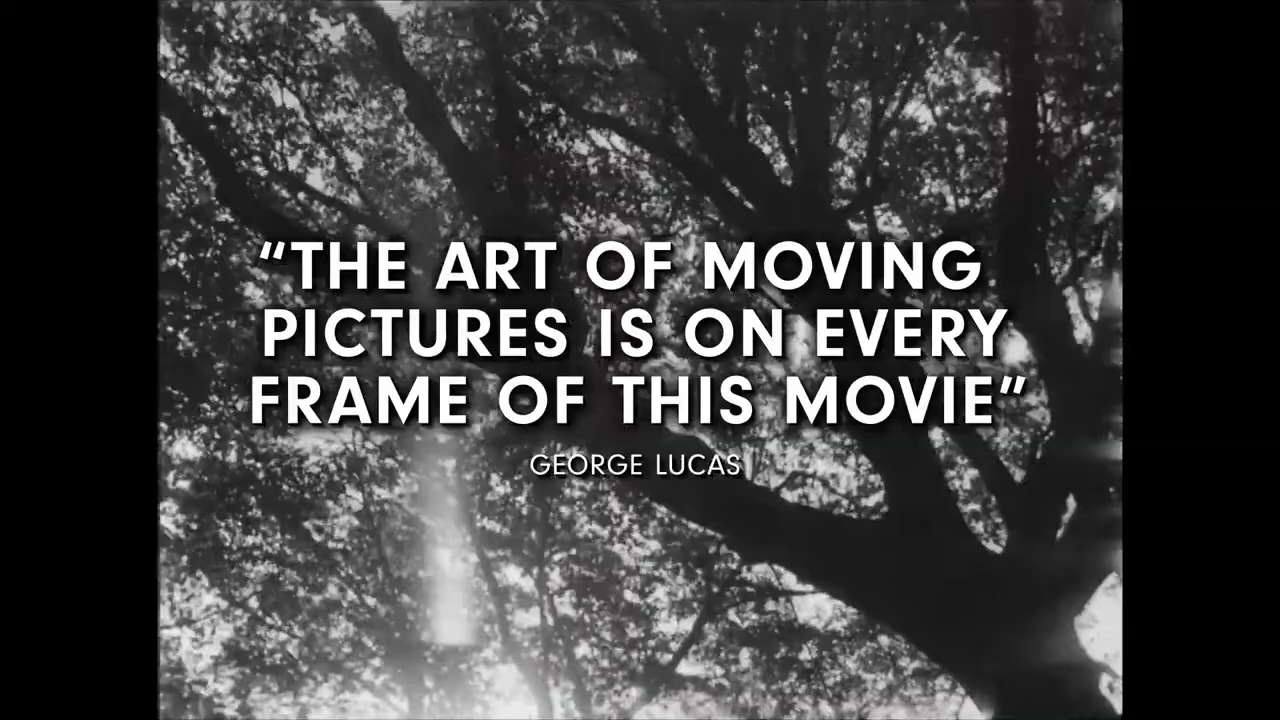 “THE ART OF MOVING
PICTURES IS ON EVERY
FRAME OF THIS MOVIE”
GEORGE LUCAS